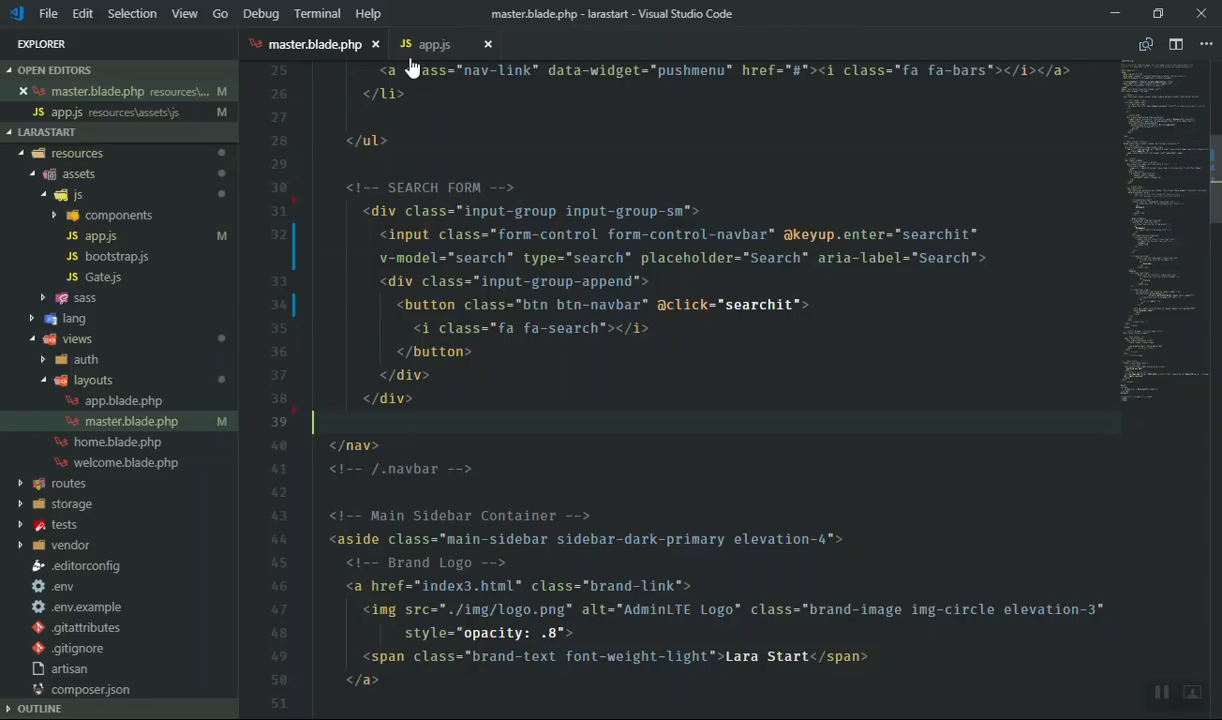 File Edit Selection View Go Debug Terminal Help
master.blade.php - larastart - Visual Studio Code
EXPLORER
OPEN EDITORS
master.blade.php resources\... M
JS app.js resources\assets\js M
LARASTART
resources
assets
js
components
JS app.js M
JS bootstrap.js
JS Gate.js
sass
lang
views
auth
layouts
app.blade.php
master.blade.php M
home.blade.php
welcome.blade.php
routes
storage
tests
vendor
.editorconfig
.env
.env.example
.gitattributes
.gitignore
artisan
composer.json
OUTLINE
master.blade.php
JS app.js
25 <a class="nav-link" data-widget="pushmenu" href="#"><i class="fa fa-bars"></i></a>
26 </li>
27
28 </ul>
29
30 <!-- SEARCH FORM -->
31 <div class="input-group input-group-sm">
32 <input class="form-control form-control-navbar" @keyup.enter="searchit"
v-model="search" type="search" placeholder="Search" aria-label="Search">
33 <div class="input-group-append">
34 <button class="btn btn-navbar" @click="searchit">
35 <i class="fa fa-search"></i>
36 </button>
37 </div>
38 </div>
39
40 </nav>
41 <!-- /.navbar -->
42
43 <!-- Main Sidebar Container -->
44 <aside class="main-sidebar sidebar-dark-primary elevation-4">
45 <!-- Brand Logo -->
46 <a href="index3.html" class="brand-link">
47 <img src="./img/logo.png" alt="AdminLTE Logo" class="brand-image img-circle elevation-3"
48 style="opacity: .8">
49 <span class="brand-text font-weight-light">Lara Start</span>
50 </a>
51